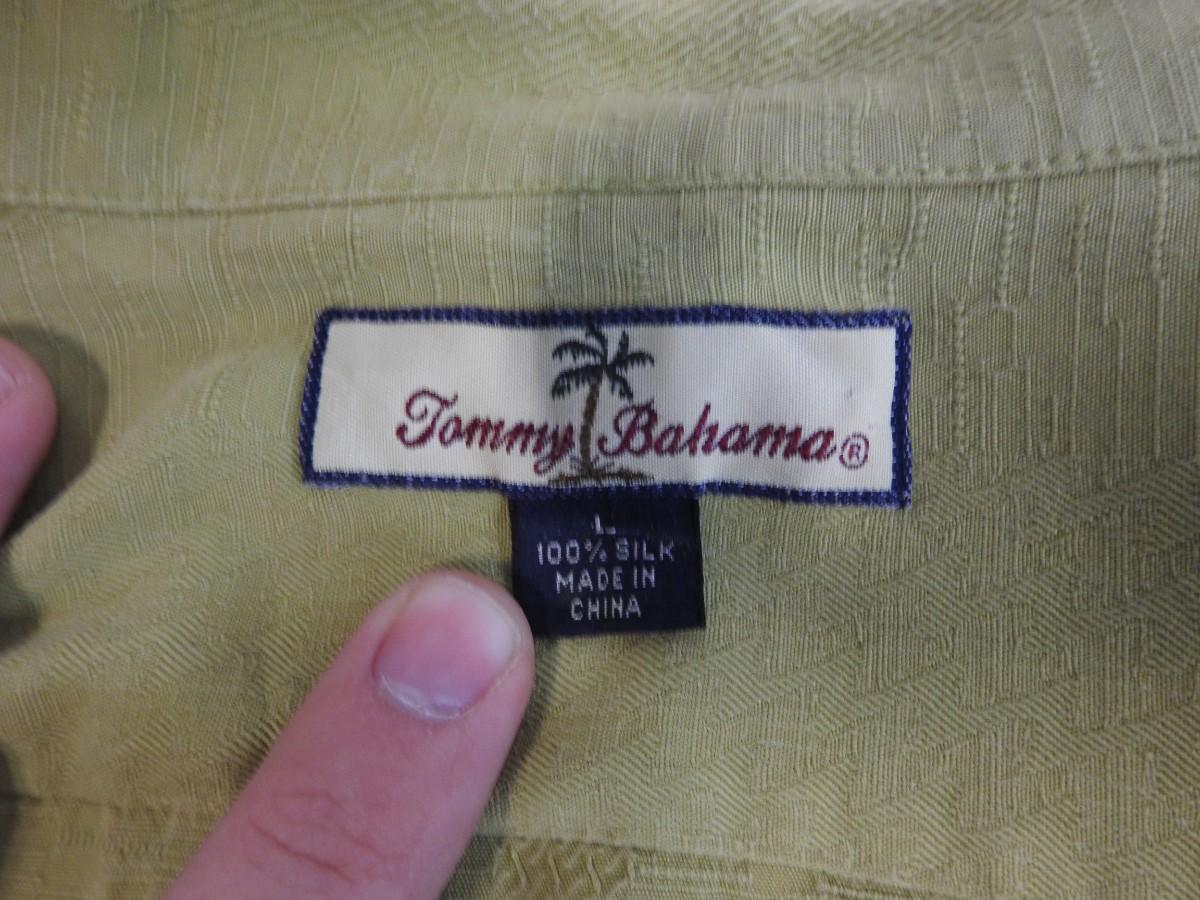 Tommy Bahama®
L
100% SILK
MADE IN
CHINA